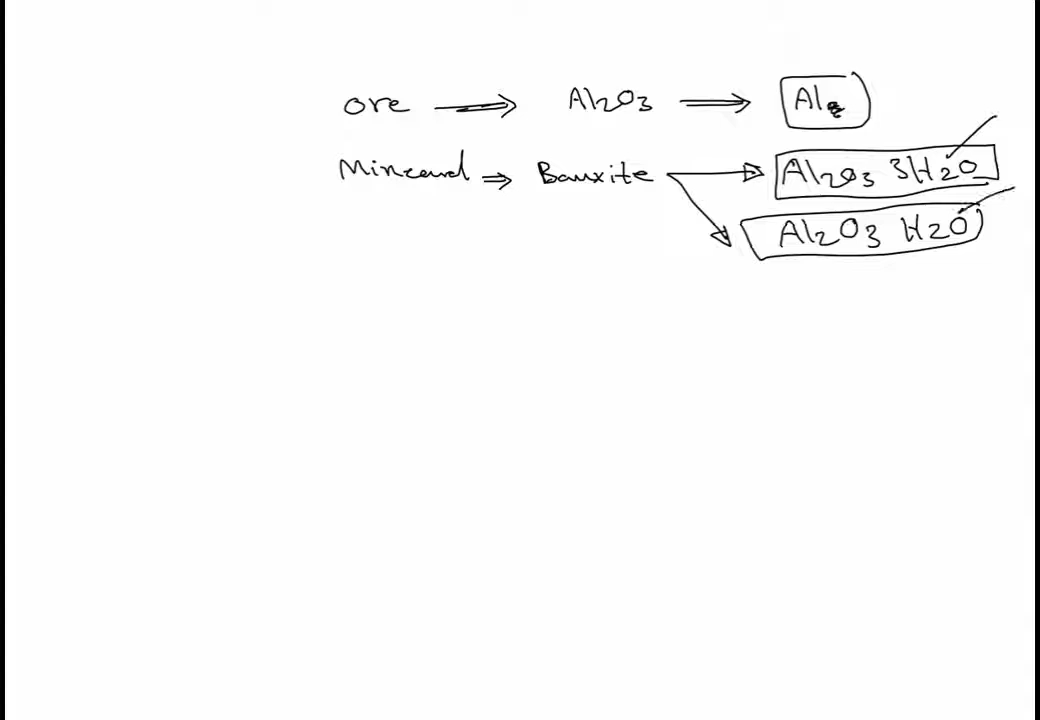 ore ⟹ Al2O3 ⟹ Al
Mineral ⟹ Bauxite → Al2O3 3H2O
Al2O3 H2O